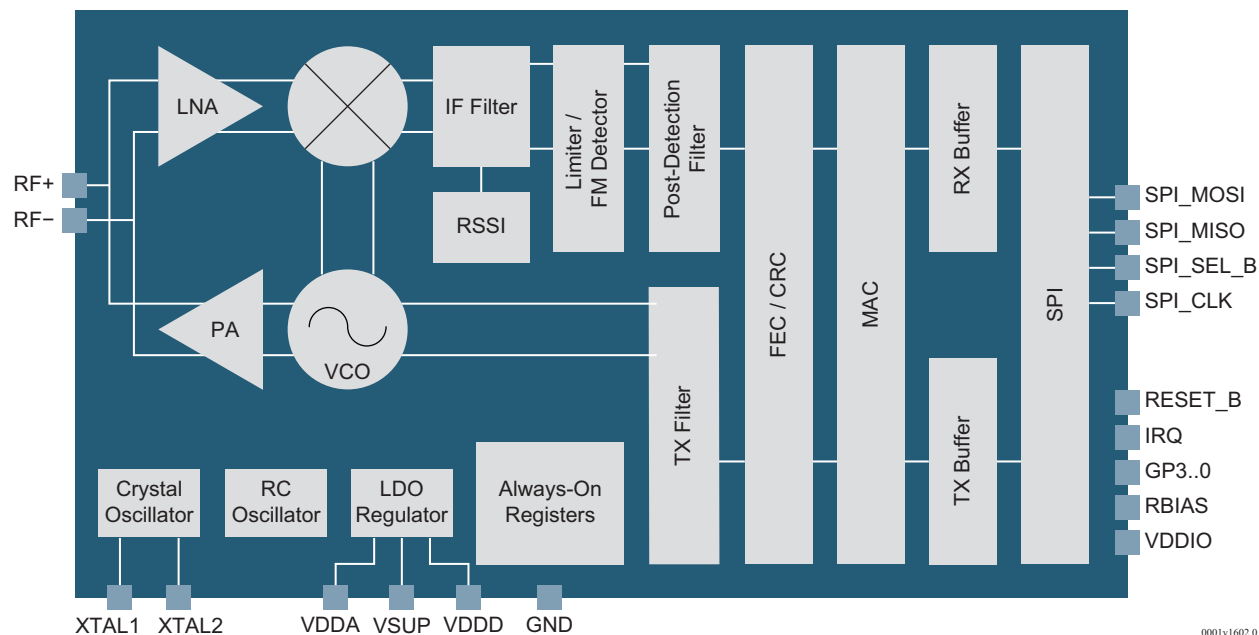 LNA
IF Filter
RSSI
Limiter /
FM Detector
Post-Detection
Filter
FEC / CRC
MAC
RX Buffer
SPI
RF+
RF−
PA
VCO
TX Filter
TX Buffer
SPI_MOSI
SPI_MISO
SPI_SEL_B
SPI_CLK
RESET_B
IRQ
GP3..0
RBIAS
VDDIO
Crystal
Oscillator
RC
Oscillator
LDO
Regulator
Always-On
Registers
XTAL1
XTAL2
VDDA
VSUP
VDDD
GND
0001v1602.0